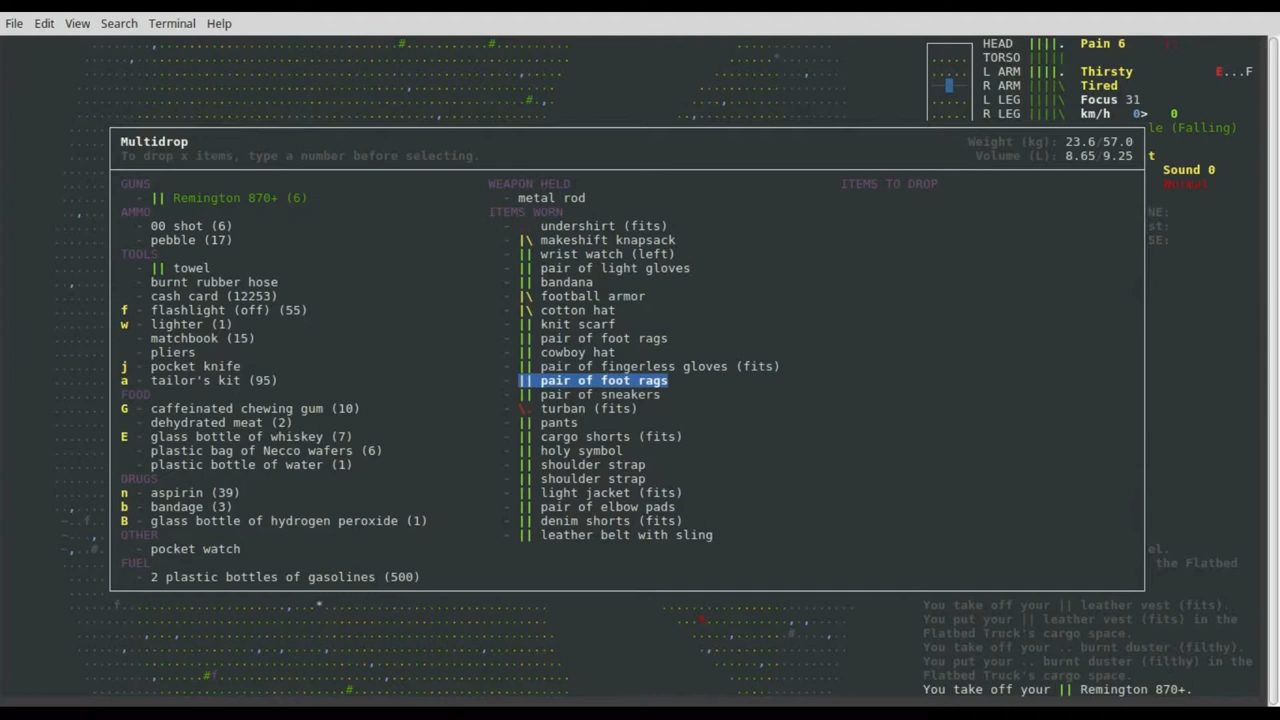 File Edit View Search Terminal Help
HEAD ||||. Pain 6
TORSO |||||
L ARM ||||. Thirsty E...F
R ARM ||||\ Tired
L LEG ||||\ Focus 31
R LEG ||||\ km/h 0> 0
le (Falling)
Multidrop Weight (kg): 23.6/57.0
To drop x items, type a number before selecting. Volume (L): 8.65/9.25
t
Sound 0
Normal
GUNS WEAPON HELD ITEMS TO DROP
- || Remington 870+ (6) - metal rod
AMMO ITEMS WORN
NE:
- 00 shot (6) - undershirt (fits)
st:
- pebble (17) - |\ makeshift knapsack
SE:
TOOLS - || wrist watch (left)
- || towel - || pair of light gloves
- burnt rubber hose - || bandana
- cash card (12253) - |\ football armor
f - flashlight (off) (55) - |\ cotton hat
w - lighter (1) - || knit scarf
- matchbook (15) - || pair of foot rags
- pliers - || cowboy hat
j - pocket knife - || pair of fingerless gloves (fits)
a - tailor's kit (95) - || pair of foot rags
FOOD - || pair of sneakers
G - caffeinated chewing gum (10) - \. turban (fits)
- dehydrated meat (2) - || pants
E - glass bottle of whiskey (7) - || cargo shorts (fits)
- plastic bag of Necco wafers (6) - || holy symbol
- plastic bottle of water (1) - || shoulder strap
DRUGS - || shoulder strap
n - aspirin (39) - || light jacket (fits)
b - bandage (3) - || pair of elbow pads
B - glass bottle of hydrogen peroxide (1) - || denim shorts (fits)
OTHER - || leather belt with sling
- pocket watch
el.
FUEL
the Flatbed
- 2 plastic bottles of gasolines (500)
You take off your || leather vest (fits).
You put your || leather vest (fits) in the
Flatbed Truck's cargo space.
You take off your .. burnt duster (filthy).
You put your .. burnt duster (filthy) in the
Flatbed Truck's cargo space.
You take off your || Remington 870+.